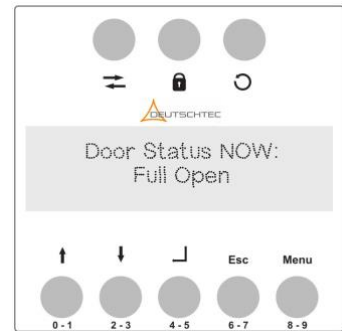 DEUTSCHTEC
Door Status NOW:
Full Open
Esc Menu
0 - 1 2 - 3 4 - 5 6 - 7 8 - 9